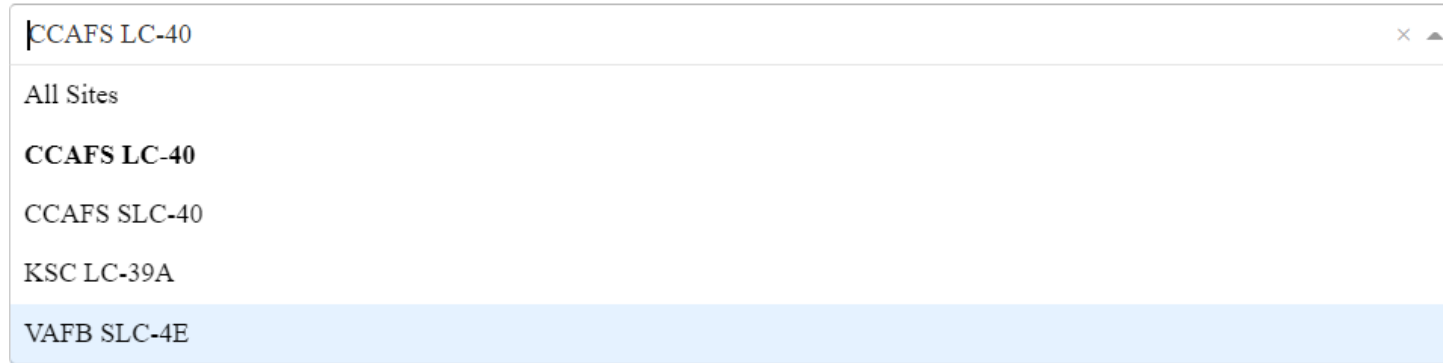 CCAFS LC-40
All Sites
CCAFS LC-40
CCAFS SLC-40
KSC LC-39A
VAFB SLC-4E